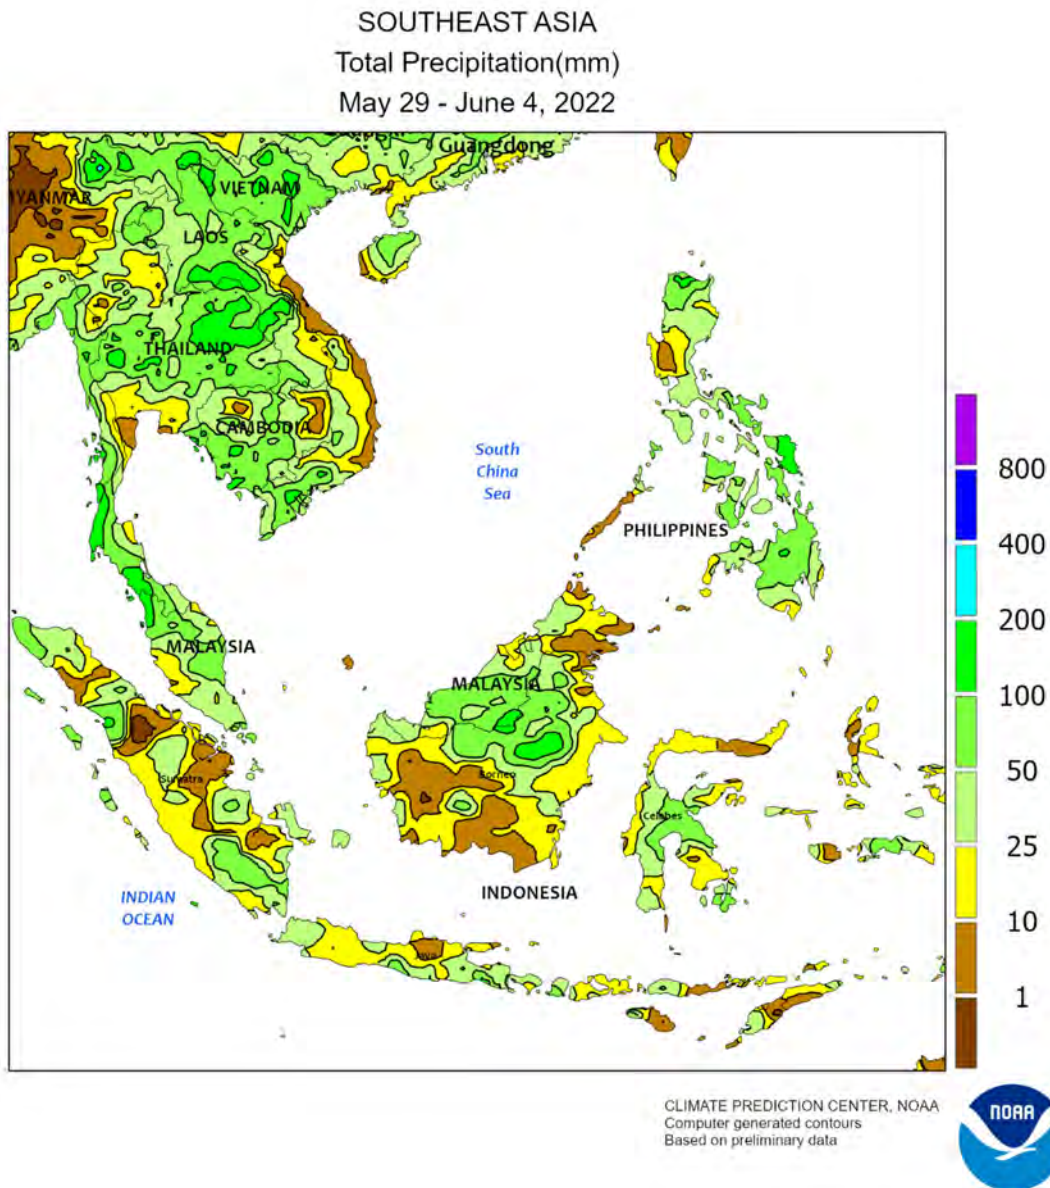 SOUTHEAST ASIA
Total Precipitation(mm)
May 29 - June 4, 2022
Guangdong
VIETNAM
YANMAR
LAOS
THAILAND
CAMBODIA
South
China
Sea
PHILIPPINES
MALAYSIA
MALAYSIA
Sumatra
Borneo
Celebes
INDONESIA
INDIAN
OCEAN
Java
800
400
200
100
50
25
10
1
CLIMATE PREDICTION CENTER, NOAA
Computer generated contours
Based on preliminary data
NOAA